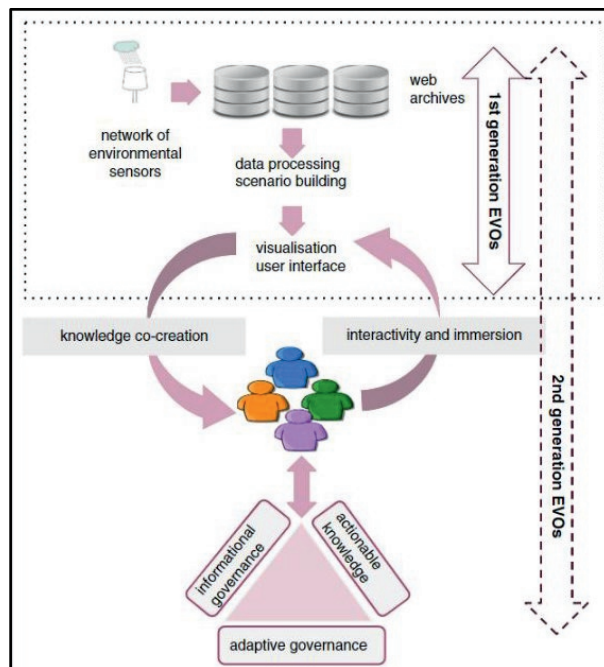 network of
environmental
sensors
web
archives
data processing
scenario building
visualisation
user interface
1st generation EVOs
knowledge co-creation
interactivity and immersion
2nd generation EVOs
informational
governance
actionable
knowledge
adaptive governance